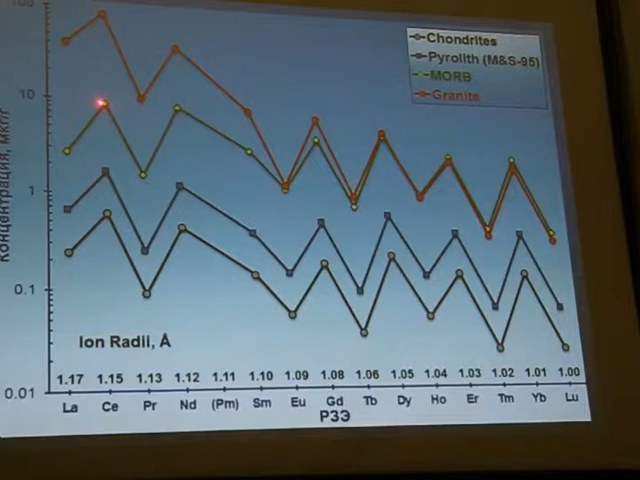 100
Chondrites
Pyrolith (M&S-95)
MORB
Granite
10
1
0.1
0.01
Концентрация, мкг/г
Ion Radii, Å
1.17 1.15 1.13 1.12 1.11 1.10 1.09 1.08 1.06 1.05 1.04 1.03 1.02 1.01 1.00
La Ce Pr Nd (Pm) Sm Eu Gd Tb Dy Ho Er Tm Yb Lu
РЗЭ